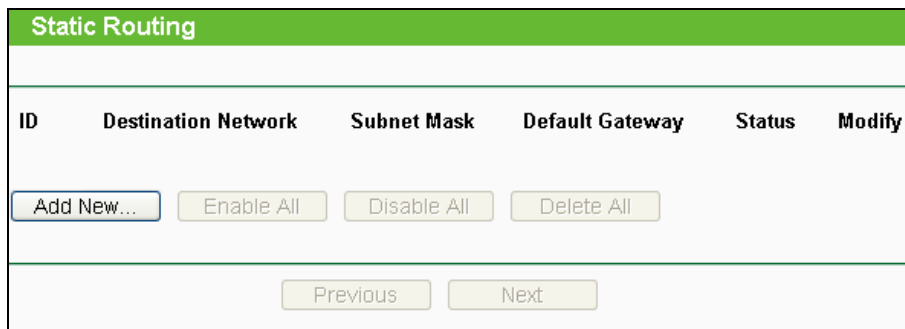 Static Routing
ID Destination Network Subnet Mask Default Gateway Status Modify
Add New... Enable All Disable All Delete All
Previous Next